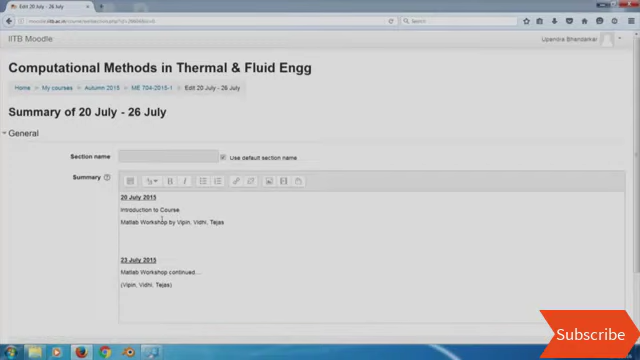 Edit 20 July - 26 July
Search
IITB Moodle
Computational Methods in Thermal & Fluid Engg
Home
My courses
Autumn 2015
ME 704-2015-1
Edit 20 July - 26 July
Summary of 20 July - 26 July
General
Section name
Use default section name
Summary
20 July 2015
Introduction to Course
Matlab Workshop by Vipin, Vidhi, Tejas
23 July 2015
Matlab Workshop continued...
(Vipin, Vidhi, Tejas)
Subscribe